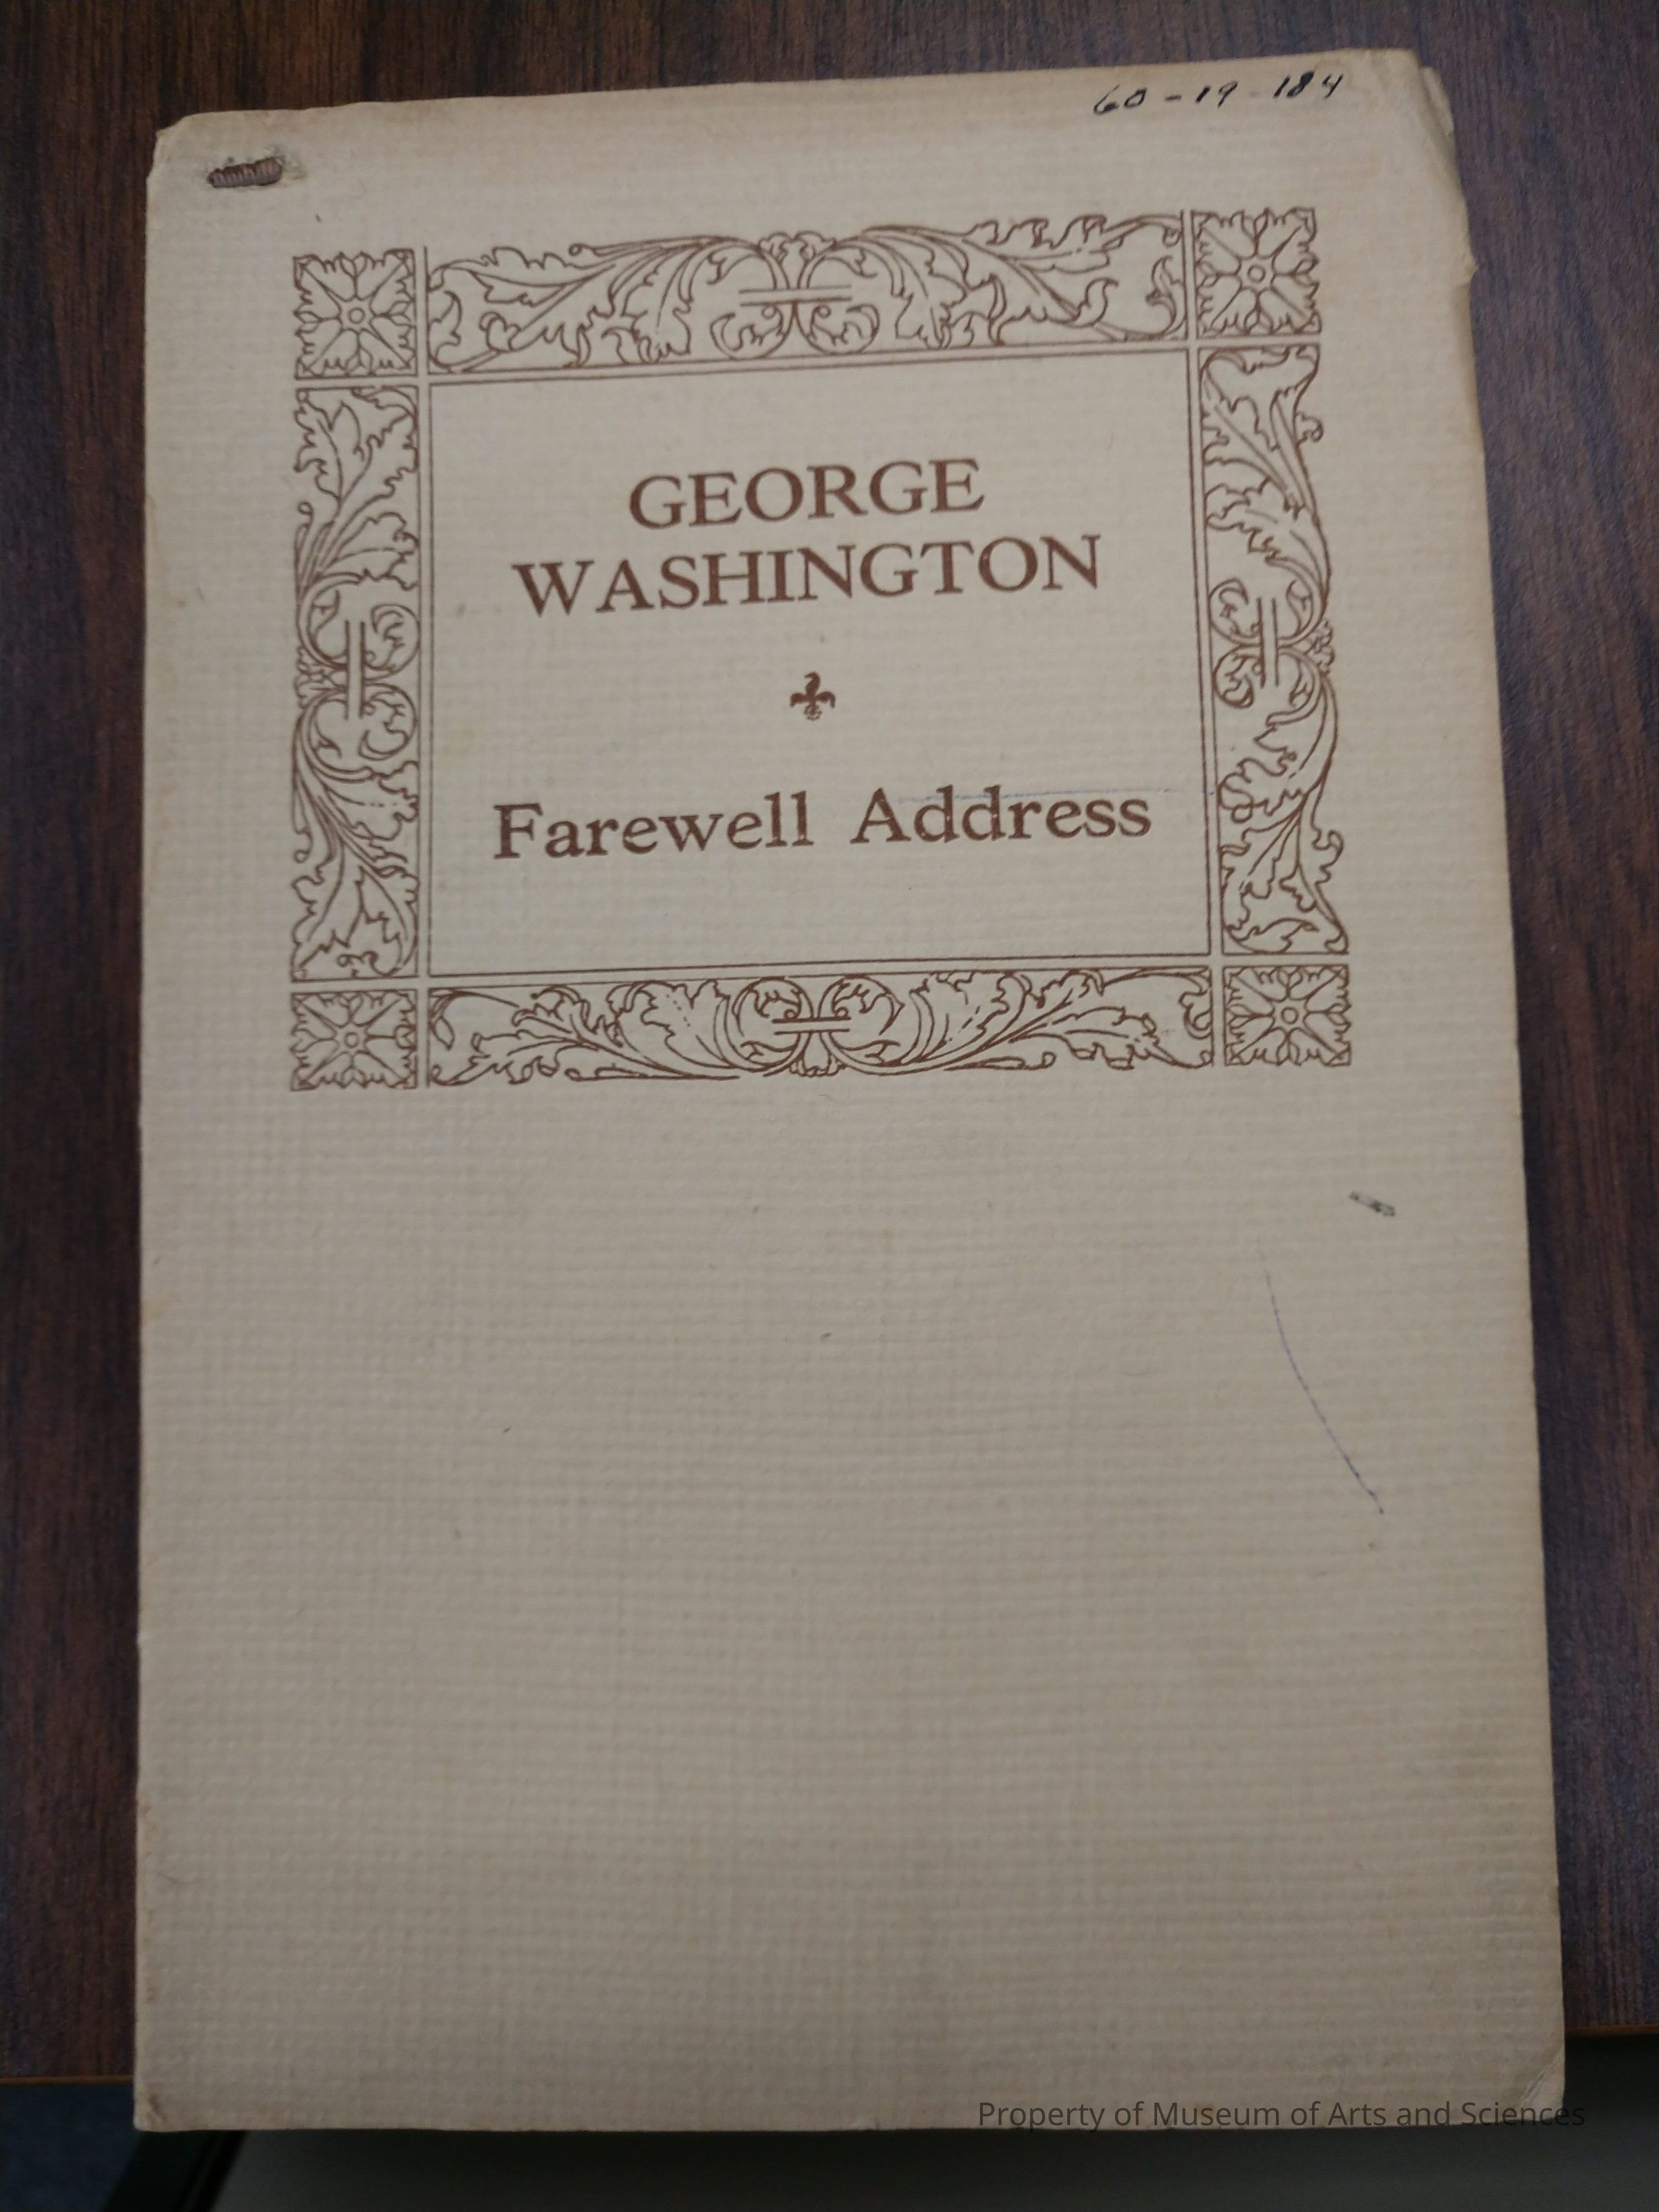 60-19-184
GEORGE
WASHINGTON
Farewell Address
Property of Museum of Arts and Sciences